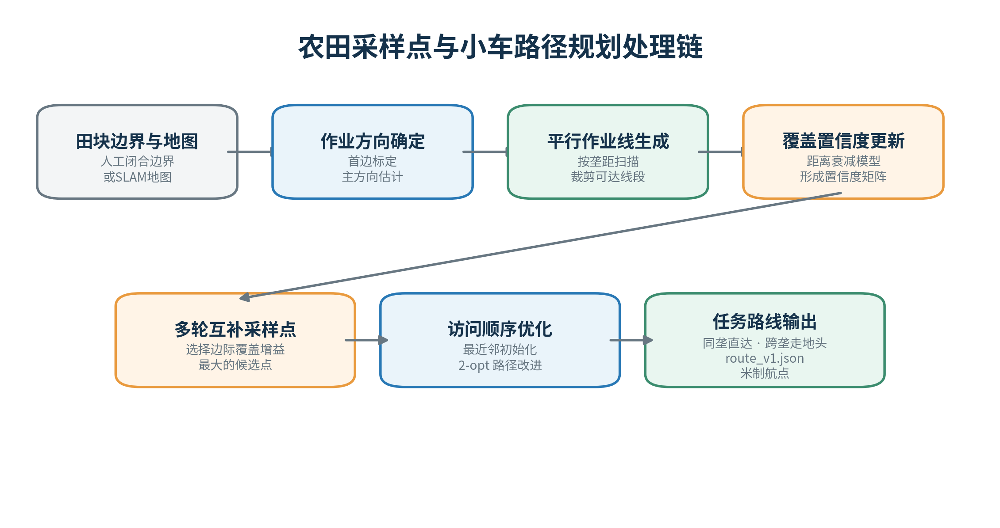 农田采样点与小车路径规划处理链
田块边界与地图
人工闭合边界
或SLAM地图
作业方向确定
首边标定
主方向估计
平行作业线生成
按垄距扫描
裁剪可达线段
覆盖置信度更新
距离衰减模型
形成置信度矩阵
多轮互补采样点
选择边际覆盖增益
最大的候选点
访问顺序优化
最近邻初始化
2-opt 路径改进
任务路线输出
同垄直达 · 跨垄走地头
route_v1.json
米制航点